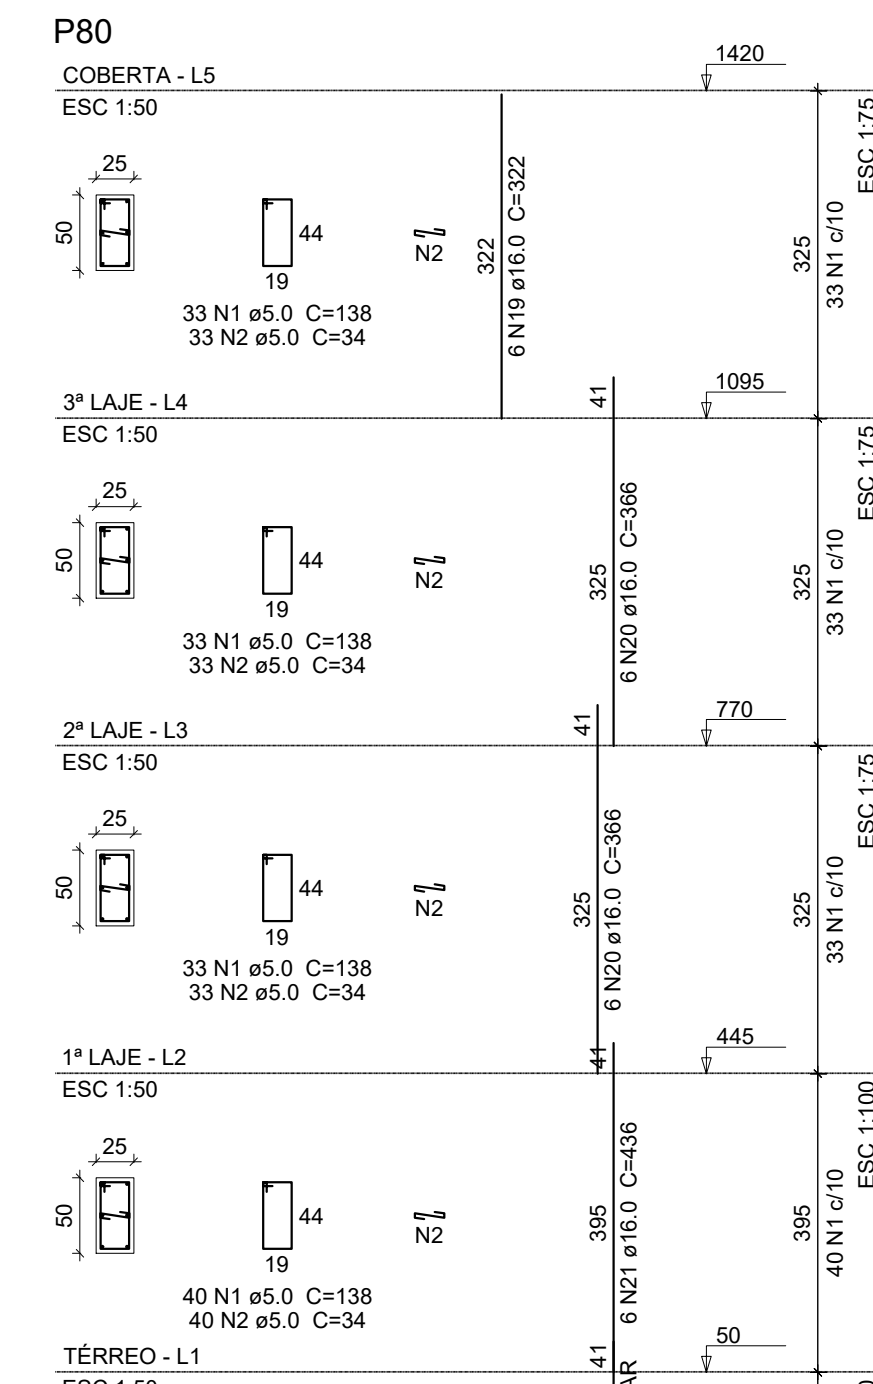 P80
1420
COBERTA - L5
ESC 1:50
ESC 1:75
25
50
44
19
N2
322
6 N19 ø16.0 C=322
325
33 N1 c/10
33 N1 ø5.0 C=138
33 N2 ø5.0 C=34
1095
3ª LAJE - L4
41
ESC 1:50
ESC 1:75
25
50
44
19
N2
325
6 N20 ø16.0 C=366
325
33 N1 c/10
33 N1 ø5.0 C=138
33 N2 ø5.0 C=34
770
2ª LAJE - L3
41
ESC 1:50
ESC 1:75
25
50
44
19
N2
325
6 N20 ø16.0 C=366
325
33 N1 c/10
33 N1 ø5.0 C=138
33 N2 ø5.0 C=34
445
1ª LAJE - L2
41
ESC 1:50
ESC 1:100
25
50
44
19
N2
395
6 N21 ø16.0 C=436
395
40 N1 c/10
40 N1 ø5.0 C=138
40 N2 ø5.0 C=34
50
TÉRREO - L1
41
ESC 1:50